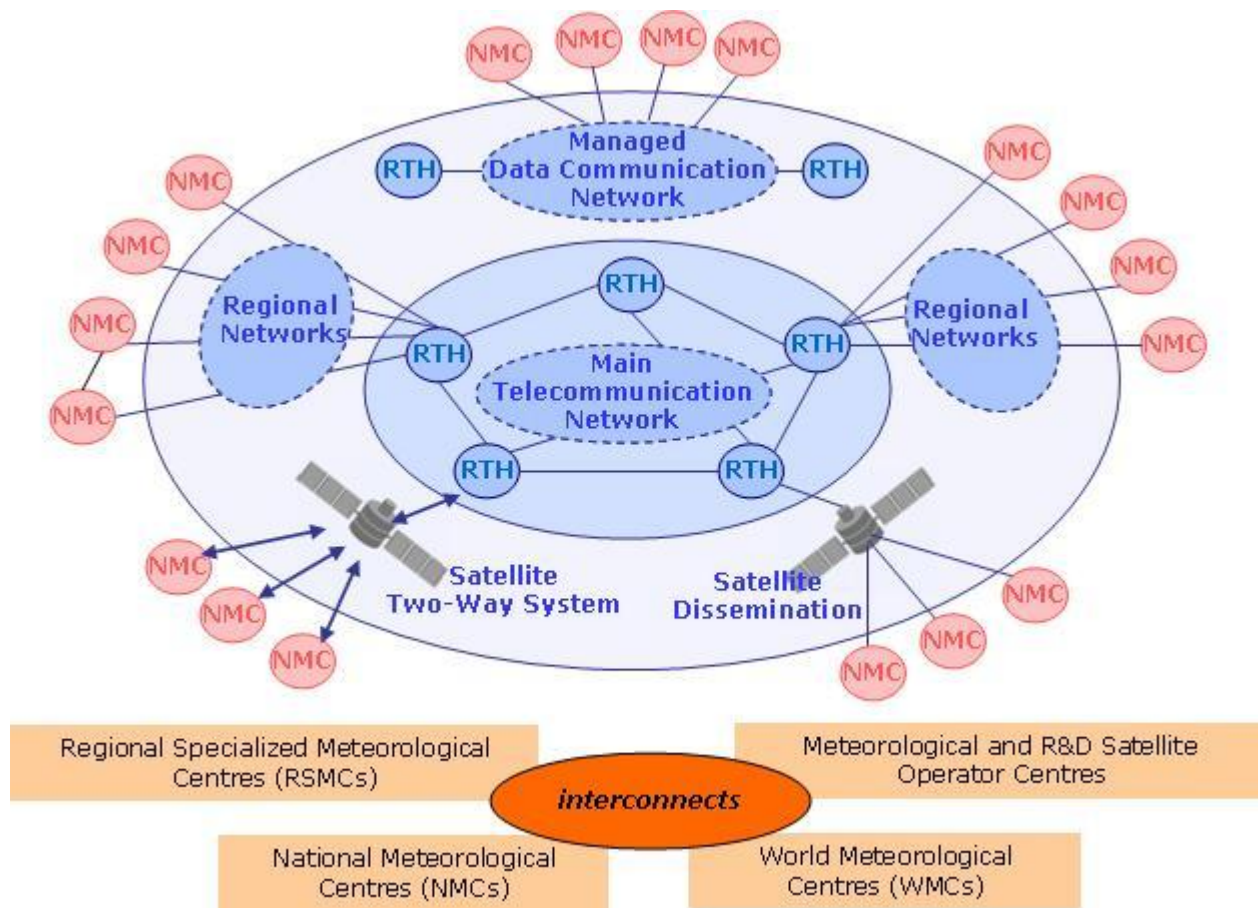 NMC
NMC
NMC
NMC
Managed
Data Communication
Network
RTH
RTH
NMC
NMC
NMC
NMC
NMC
NMC
NMC
NMC
Regional
Networks
Regional
Networks
RTH
RTH
RTH
Main
Telecommunication
Network
RTH
RTH
Satellite
Two-Way System
Satellite
Dissemination
NMC
NMC
NMC
NMC
NMC
NMC
Regional Specialized Meteorological
Centres (RSMCs)
Meteorological and R&D Satellite
Operator Centres
interconnects
National Meteorological
Centres (NMCs)
World Meteorological
Centres (WMCs)